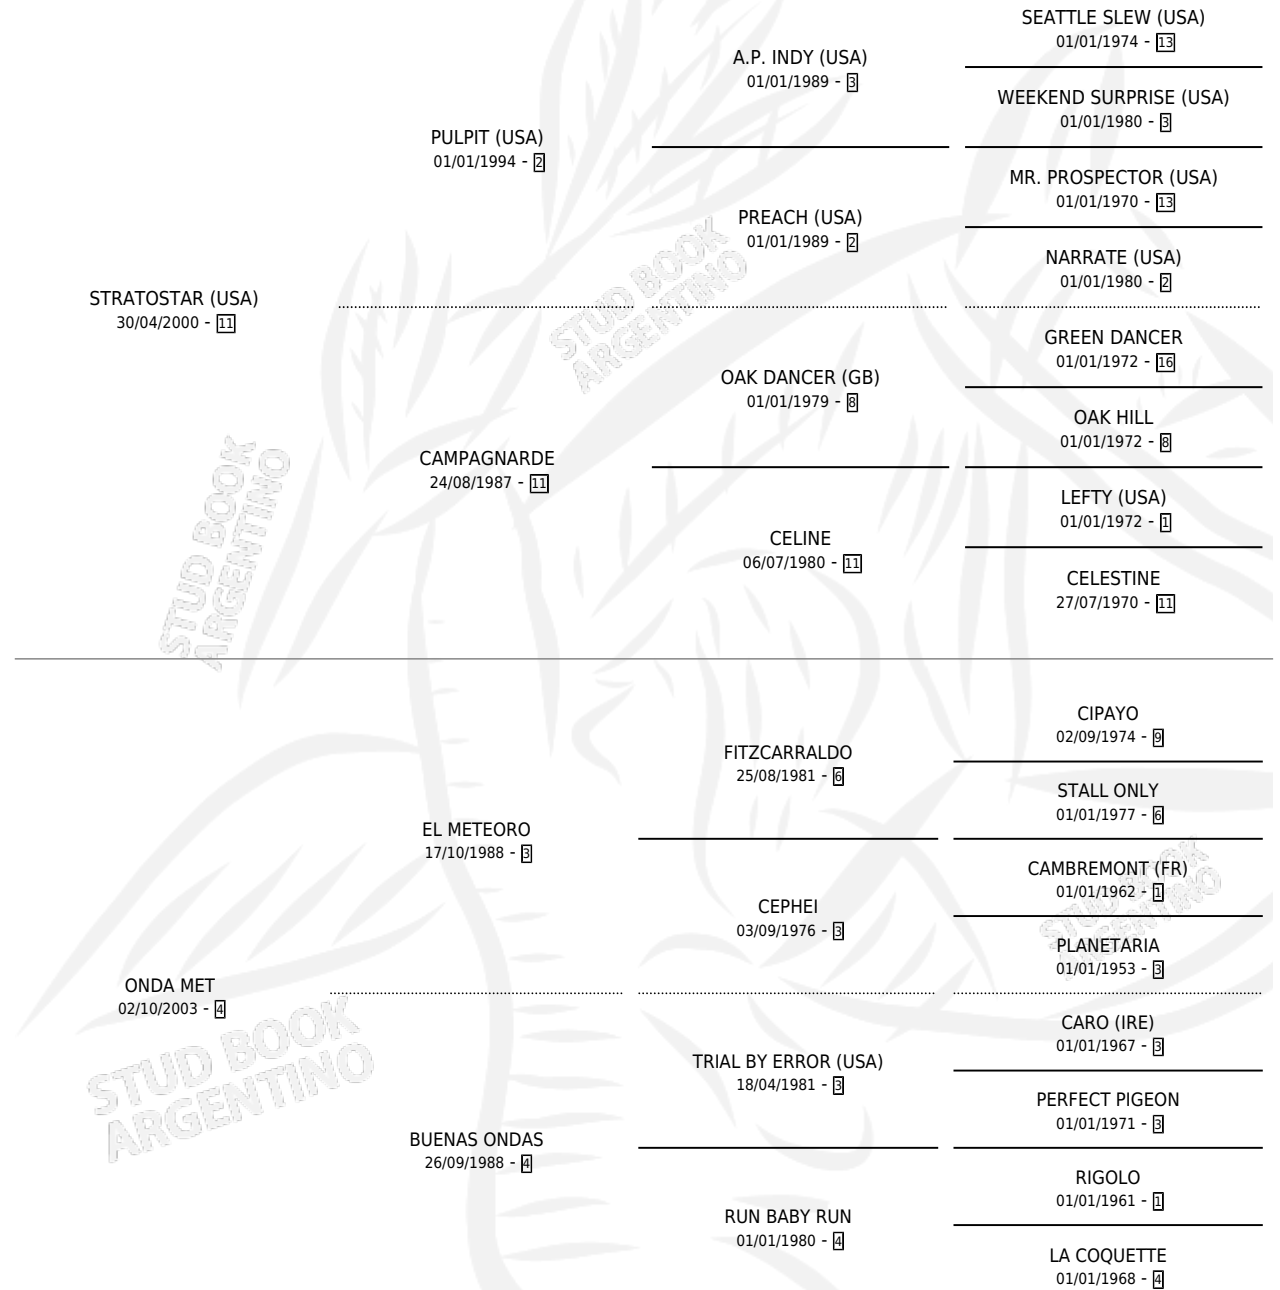 SEATTLE SLEW (USA)
01/01/1974 - 13
A.P. INDY (USA)
01/01/1989 - 3
WEEKEND SURPRISE (USA)
01/01/1980 - 3
PULPIT (USA)
01/01/1994 - 2
MR. PROSPECTOR (USA)
01/01/1970 - 13
PREACH (USA)
01/01/1989 - 2
NARRATE (USA)
01/01/1980 - 2
STRATOSTAR (USA)
30/04/2000 - 11
GREEN DANCER
01/01/1972 - 16
OAK DANCER (GB)
01/01/1979 - 8
OAK HILL
01/01/1972 - 8
CAMPAGNARDE
24/08/1987 - 11
LEFTY (USA)
01/01/1972 - 1
CELINE
06/07/1980 - 11
CELESTINE
27/07/1970 - 11
CIPAYO
02/09/1974 - 9
FITZCARRALDO
25/08/1981 - 6
STALL ONLY
01/01/1977 - 6
EL METEORO
17/10/1988 - 3
CAMBREMONT (FR)
01/01/1962 - 1
CEPHEI
03/09/1976 - 3
PLANETARIA
01/01/1953 - 3
ONDA MET
02/10/2003 - 4
CARO (IRE)
01/01/1967 - 3
TRIAL BY ERROR (USA)
18/04/1981 - 3
PERFECT PIGEON
01/01/1971 - 3
BUENAS ONDAS
26/09/1988 - 4
RIGOLO
01/01/1961 - 1
RUN BABY RUN
01/01/1980 - 4
LA COQUETTE
01/01/1968 - 4
STUD BOOK
ARGENTINO
STUD BOOK
ARGENTINO
STUD BOOK
ARGENTINO
STUD BOOK
ARGENTINO